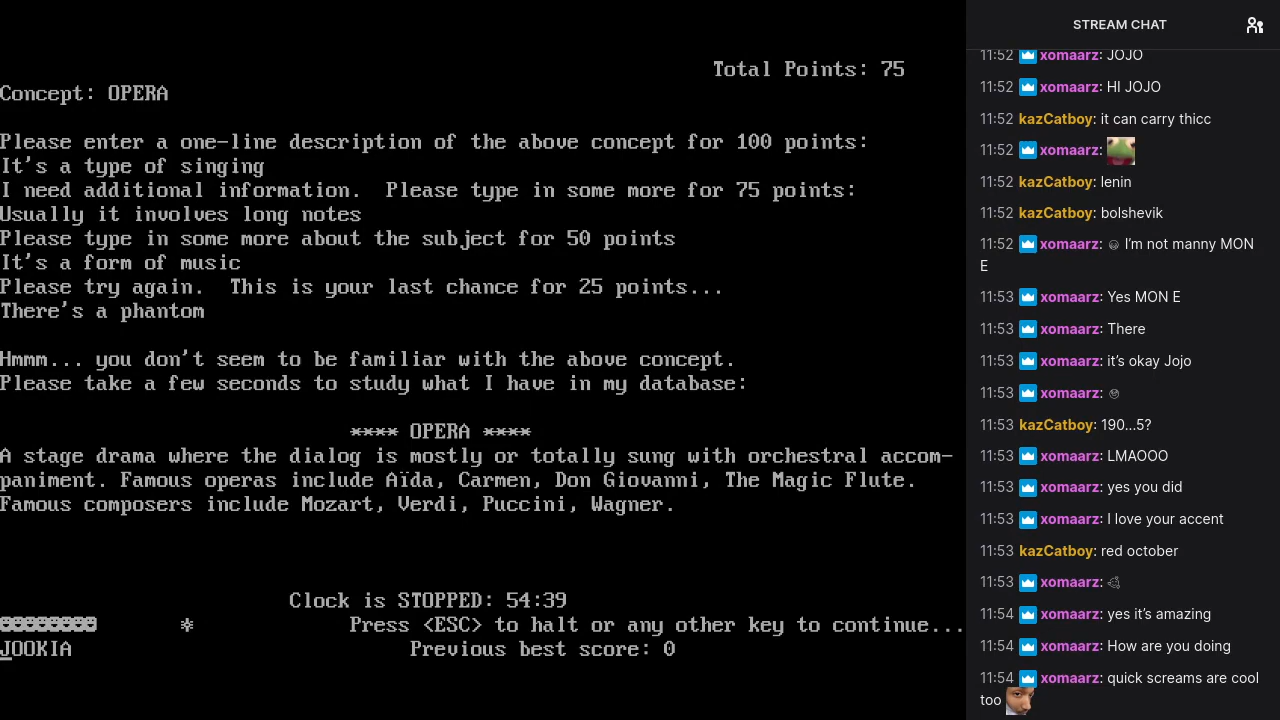 Total Points: 75
Concept: OPERA
Please enter a one-line description of the above concept for 100 points:
It's a type of singing
I need additional information.  Please type in some more for 75 points:
Usually it involves long notes
Please type in some more about the subject for 50 points
It's a form of music
Please try again.  This is your last chance for 25 points...
There's a phantom
Hmmm... you don't seem to be familiar with the above concept.
Please take a few seconds to study what I have in my database:
**** OPERA ****
A stage drama where the dialog is mostly or totally sung with orchestral accom-
paniment. Famous operas include Aïda, Carmen, Don Giovanni, The Magic Flute.
Famous composers include Mozart, Verdi, Puccini, Wagner.
Clock is STOPPED: 54:39
Press <ESC> to halt or any other key to continue...
JOOKIA Previous best score: 0
STREAM CHAT
11:52 xomaarz: JOJO
11:52 xomaarz: HI JOJO
11:52 kazCatboy: it can carry thicc
11:52 xomaarz:
11:52 kazCatboy: lenin
11:52 kazCatboy: bolshevik
11:52 xomaarz: I'm not manny MON
E
11:53 xomaarz: Yes MON E
11:53 xomaarz: There
11:53 xomaarz: it's okay Jojo
11:53 xomaarz:
11:53 kazCatboy: 190...5?
11:53 xomaarz: LMAOOO
11:53 xomaarz: yes you did
11:53 xomaarz: I love your accent
11:53 kazCatboy: red october
11:53 xomaarz:
11:54 xomaarz: yes it's amazing
11:54 xomaarz: How are you doing
11:54 xomaarz: quick screams are cool
too